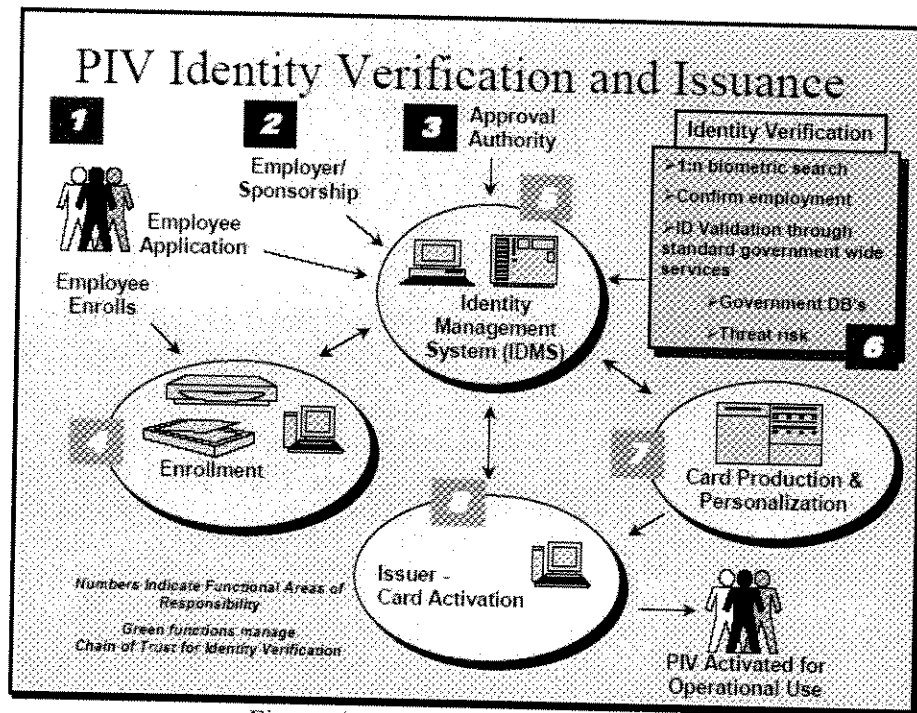 PIV Identity Verification and Issuance
1
2
3
Approval
Authority
Employer/
Sponsorship
Employee
Application
Employee
Enrolls
Identity Verification
➢1:n biometric search
➢Confirm employment
➢ID Validation through
standard government wide
services
➢Government DB's
➢Threat risk
6
Identity
Management
System (IDMS)
4
Enrollment
7
Card Production &
Personalization
Issuer -
Card Activation
Numbers Indicate Functional Areas of
Responsibility
Green functions manage
Chain of Trust for Identity Verification
PIV Activated for
Operational Use